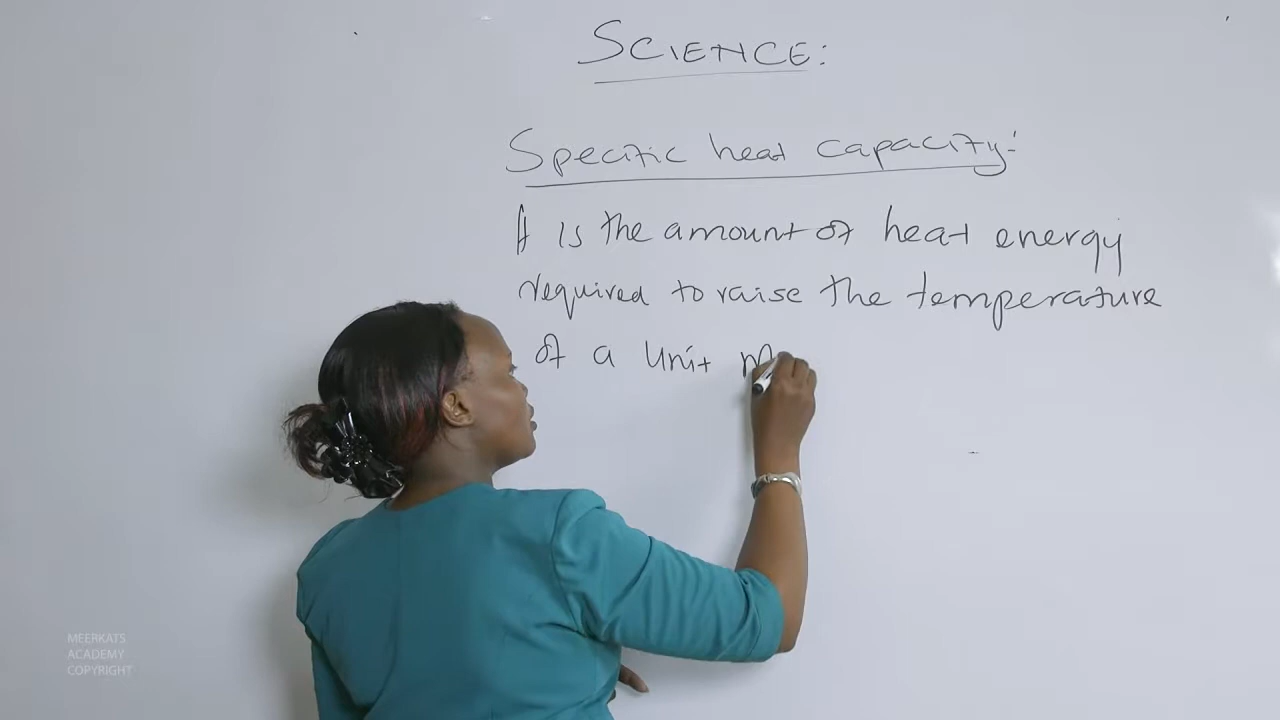 SCIENCE:
Specific heat capacity:
It is the amount of heat energy
required to raise the temperature
of a unit m
MEERKATS
ACADEMY
COPYRIGHT